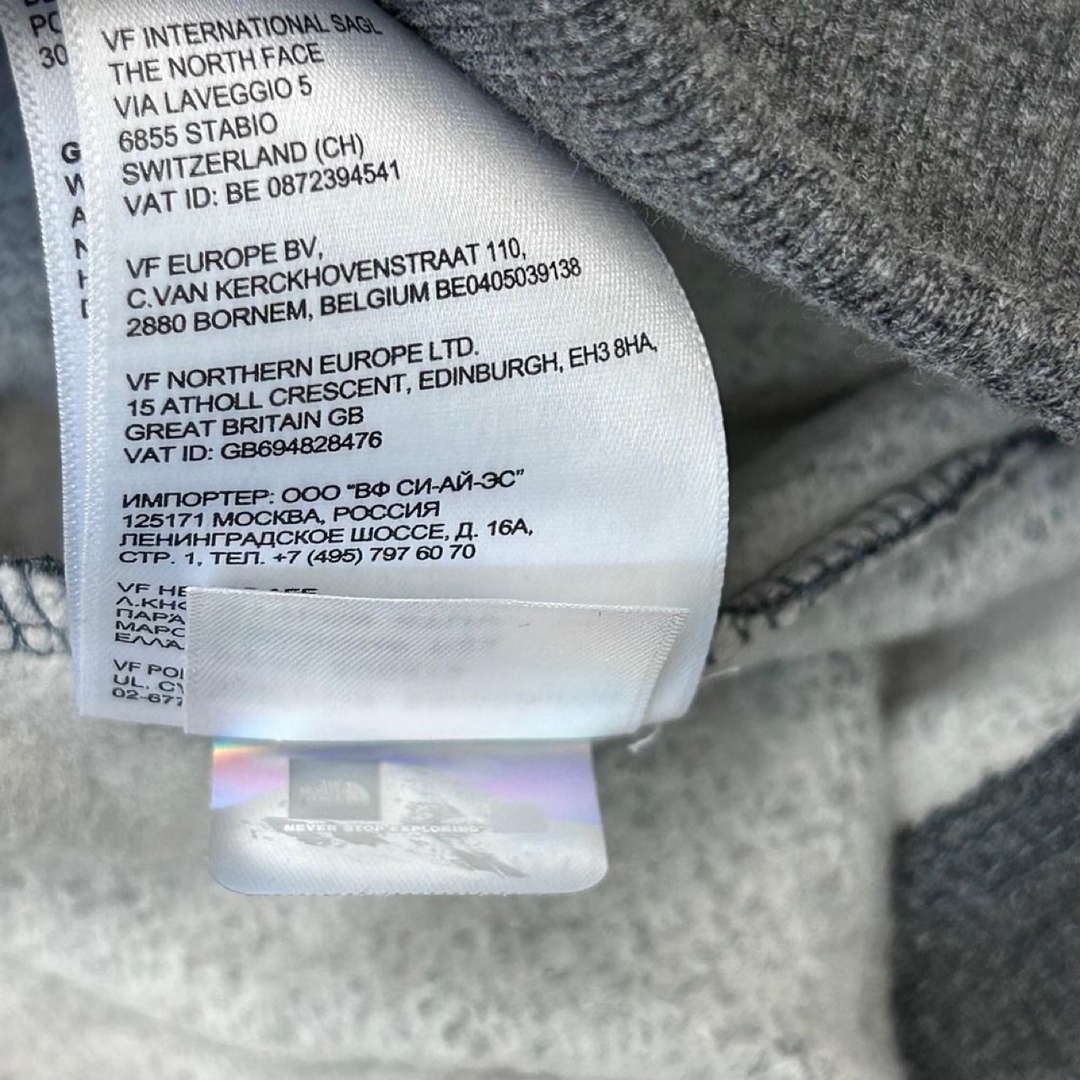 VF INTERNATIONAL SAGL
THE NORTH FACE
VIA LAVEGGIO 5
6855 STABIO
SWITZERLAND (CH)
VAT ID: BE 0872394541
VF EUROPE BV,
C.VAN KERCKHOVENSTRAAT 110,
2880 BORNEM, BELGIUM BE0405039138
VF NORTHERN EUROPE LTD.
15 ATHOLL CRESCENT, EDINBURGH, EH3 8HA,
GREAT BRITAIN GB
VAT ID: GB694828476
ИМПОРТЕР: ООО "ВФ СИ-АЙ-ЭС"
125171 МОСКВА, РОССИЯ
ЛЕНИНГРАДСКОЕ ШОССЕ, Д. 16А,
СТР. 1, ТЕЛ. +7 (495) 797 60 70
VF
VF
UL.
NEVER STOP EXPLORING